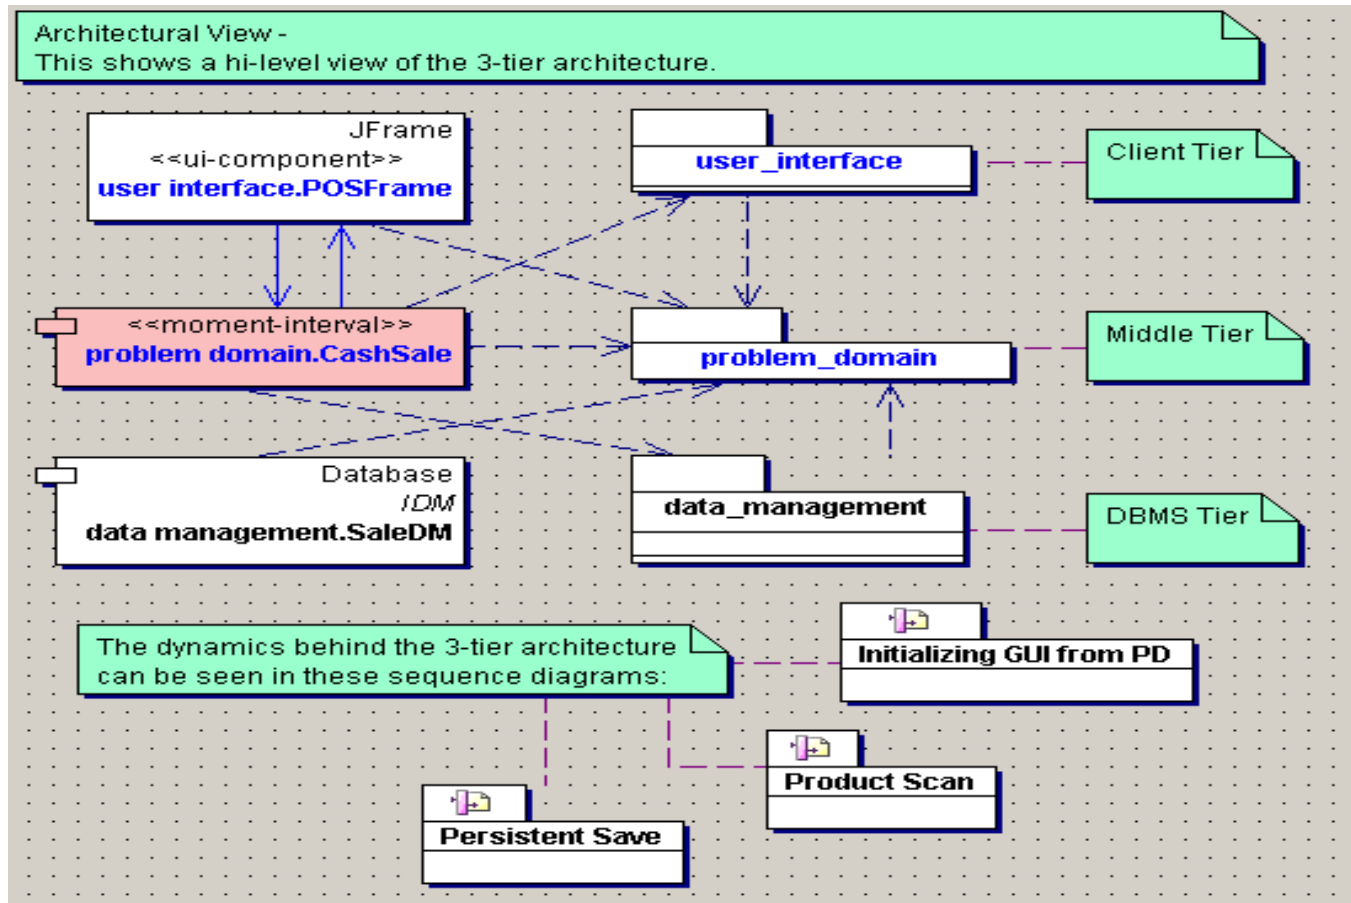 Architectural View -
This shows a hi-level view of the 3-tier architecture.
JFrame
<<ui-component>>
user interface.POSFrame
user_interface
Client Tier
<<moment-interval>>
problem domain.CashSale
problem_domain
Middle Tier
Database
IDM
data management.SaleDM
data_management
DBMS Tier
The dynamics behind the 3-tier architecture
can be seen in these sequence diagrams:
Initializing GUI from PD
Product Scan
Persistent Save